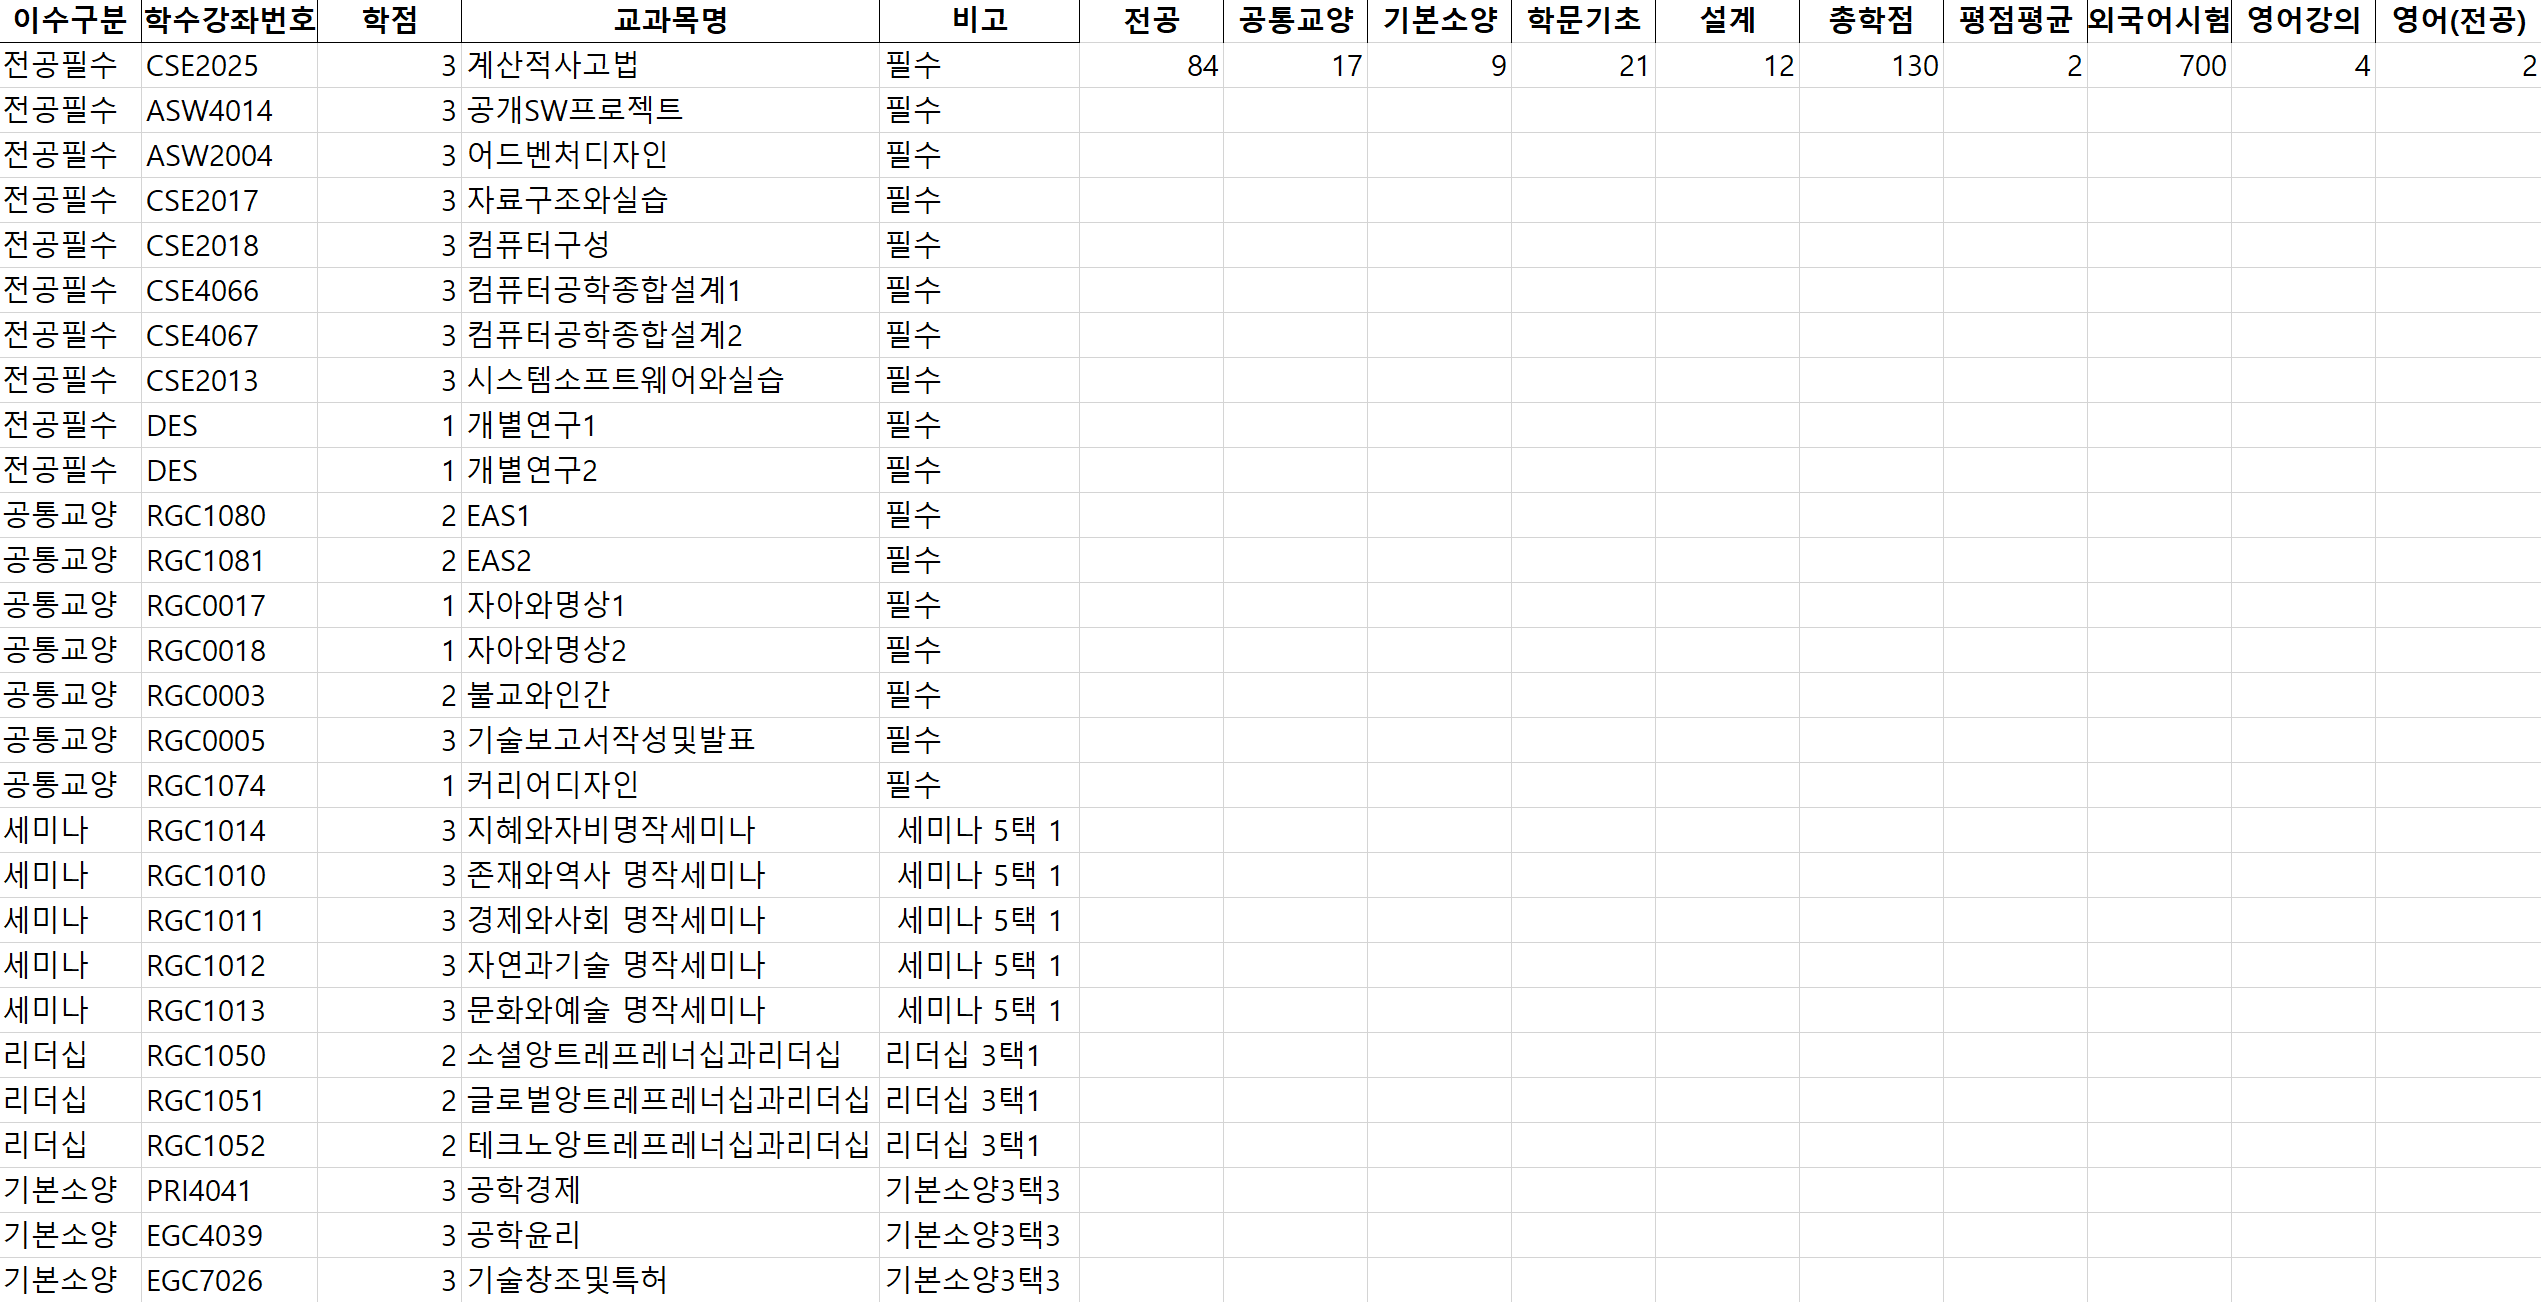 이수구분 학수강좌번호 학점 교과목명 비고 전공 공통교양 기본소양 학문기초 설계 총학점 평점평균 외국어시험 영어강의 영어(전공)
전공필수 CSE2025 3 계산적사고법 필수 84 17 9 21 12 130 2 700 4 2
전공필수 ASW4014 3 공개SW프로젝트 필수
전공필수 ASW2004 3 어드벤처디자인 필수
전공필수 CSE2017 3 자료구조와실습 필수
전공필수 CSE2018 3 컴퓨터구성 필수
전공필수 CSE4066 3 컴퓨터공학종합설계1 필수
전공필수 CSE4067 3 컴퓨터공학종합설계2 필수
전공필수 CSE2013 3 시스템소프트웨어와실습 필수
전공필수 DES 1 개별연구1 필수
전공필수 DES 1 개별연구2 필수
공통교양 RGC1080 2 EAS1 필수
공통교양 RGC1081 2 EAS2 필수
공통교양 RGC0017 1 자아와명상1 필수
공통교양 RGC0018 1 자아와명상2 필수
공통교양 RGC0003 2 불교와인간 필수
공통교양 RGC0005 3 기술보고서작성및발표 필수
공통교양 RGC1074 1 커리어디자인 필수
세미나 RGC1014 3 지혜와자비명작세미나 세미나 5택 1
세미나 RGC1010 3 존재와역사 명작세미나 세미나 5택 1
세미나 RGC1011 3 경제와사회 명작세미나 세미나 5택 1
세미나 RGC1012 3 자연과기술 명작세미나 세미나 5택 1
세미나 RGC1013 3 문화와예술 명작세미나 세미나 5택 1
리더십 RGC1050 2 소셜앙트레프레너십과리더십 리더십 3택1
리더십 RGC1051 2 글로벌앙트레프레너십과리더십 리더십 3택1
리더십 RGC1052 2 테크노앙트레프레너십과리더십 리더십 3택1
기본소양 PRI4041 3 공학경제 기본소양3택3
기본소양 EGC4039 3 공학윤리 기본소양3택3
기본소양 EGC7026 3 기술창조및특허 기본소양3택3